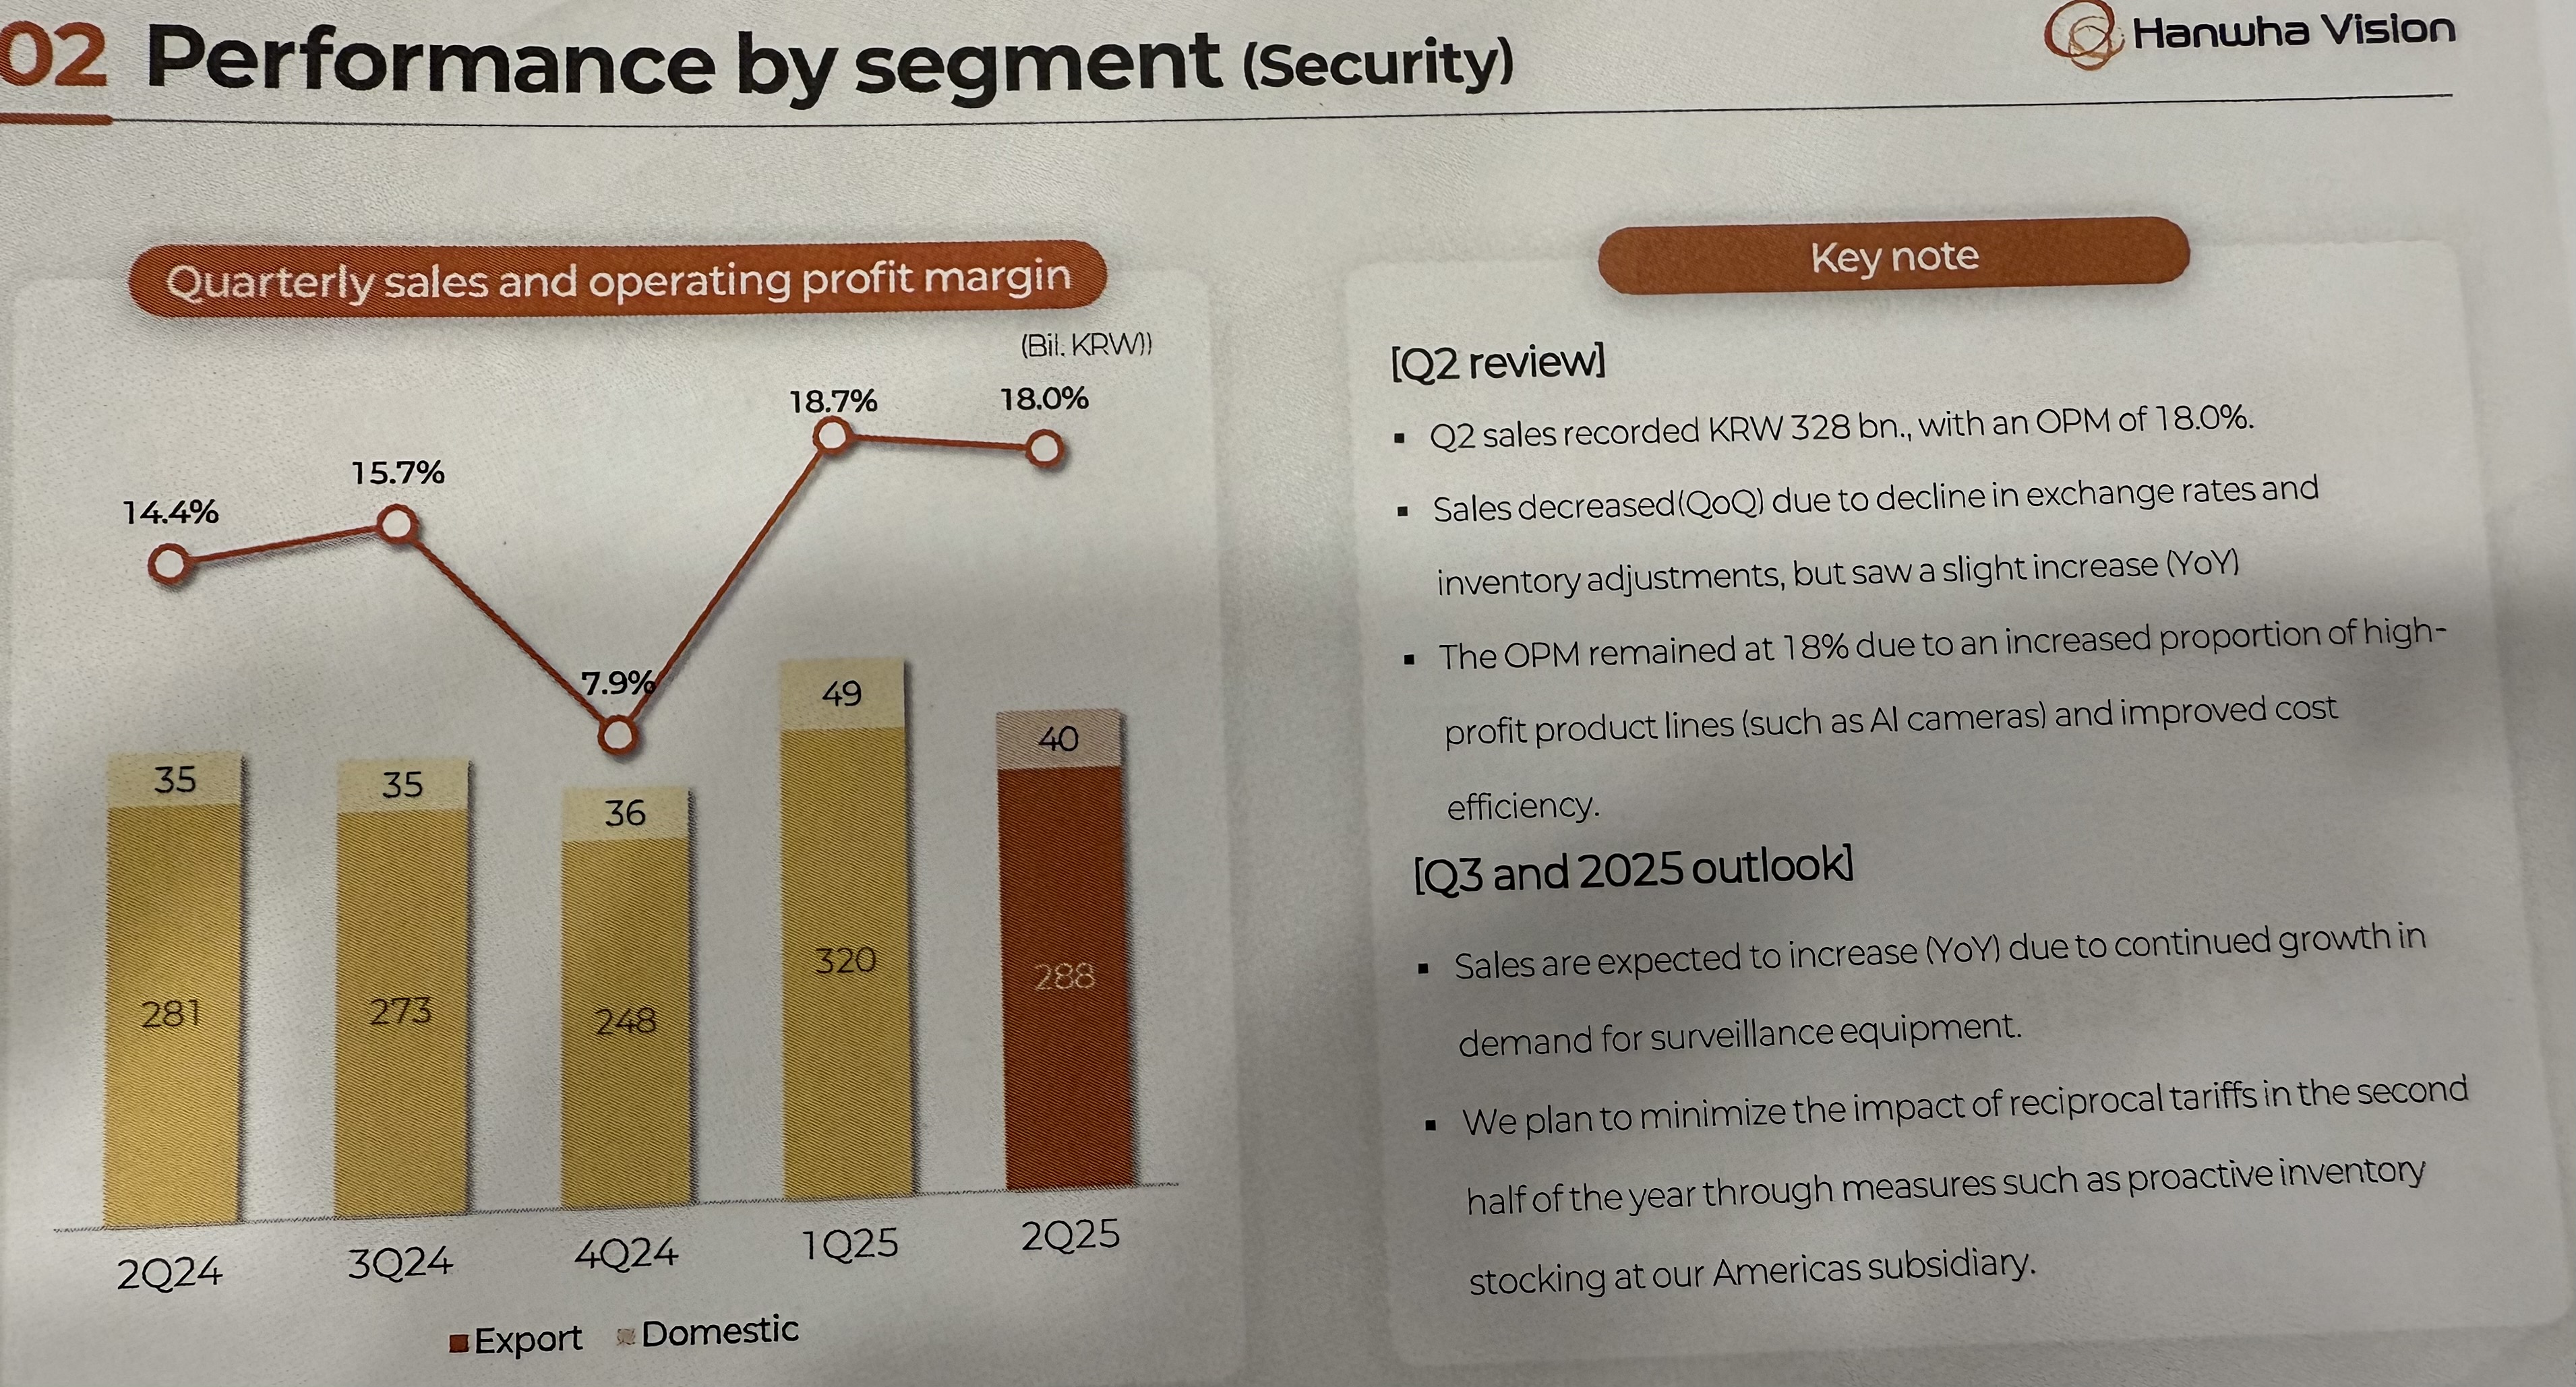 02 Performance by segment (Security)
Hanwha Vision
Quarterly sales and operating profit margin
(Bil. KRW))
14.4%
15.7%
7.9%
18.7%
18.0%
35
35
36
49
40
281
273
248
320
288
2Q24
3Q24
4Q24
1Q25
2Q25
Export
Domestic
Key note
[Q2 review]
▪ Q2 sales recorded KRW 328 bn., with an OPM of 18.0%.
▪ Sales decreased(QoQ) due to decline in exchange rates and
inventory adjustments, but saw a slight increase (YoY)
▪ The OPM remained at 18% due to an increased proportion of high-
profit product lines (such as AI cameras) and improved cost
efficiency.
[Q3 and 2025 outlook]
▪ Sales are expected to increase (YoY) due to continued growth in
demand for surveillance equipment.
▪ We plan to minimize the impact of reciprocal tariffs in the second
half of the year through measures such as proactive inventory
stocking at our Americas subsidiary.